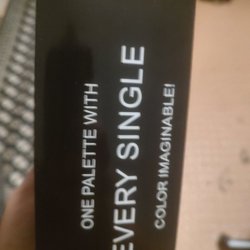 ONE PALETTE WITH
EVERY SINGLE
COLOR IMAGINABLE!